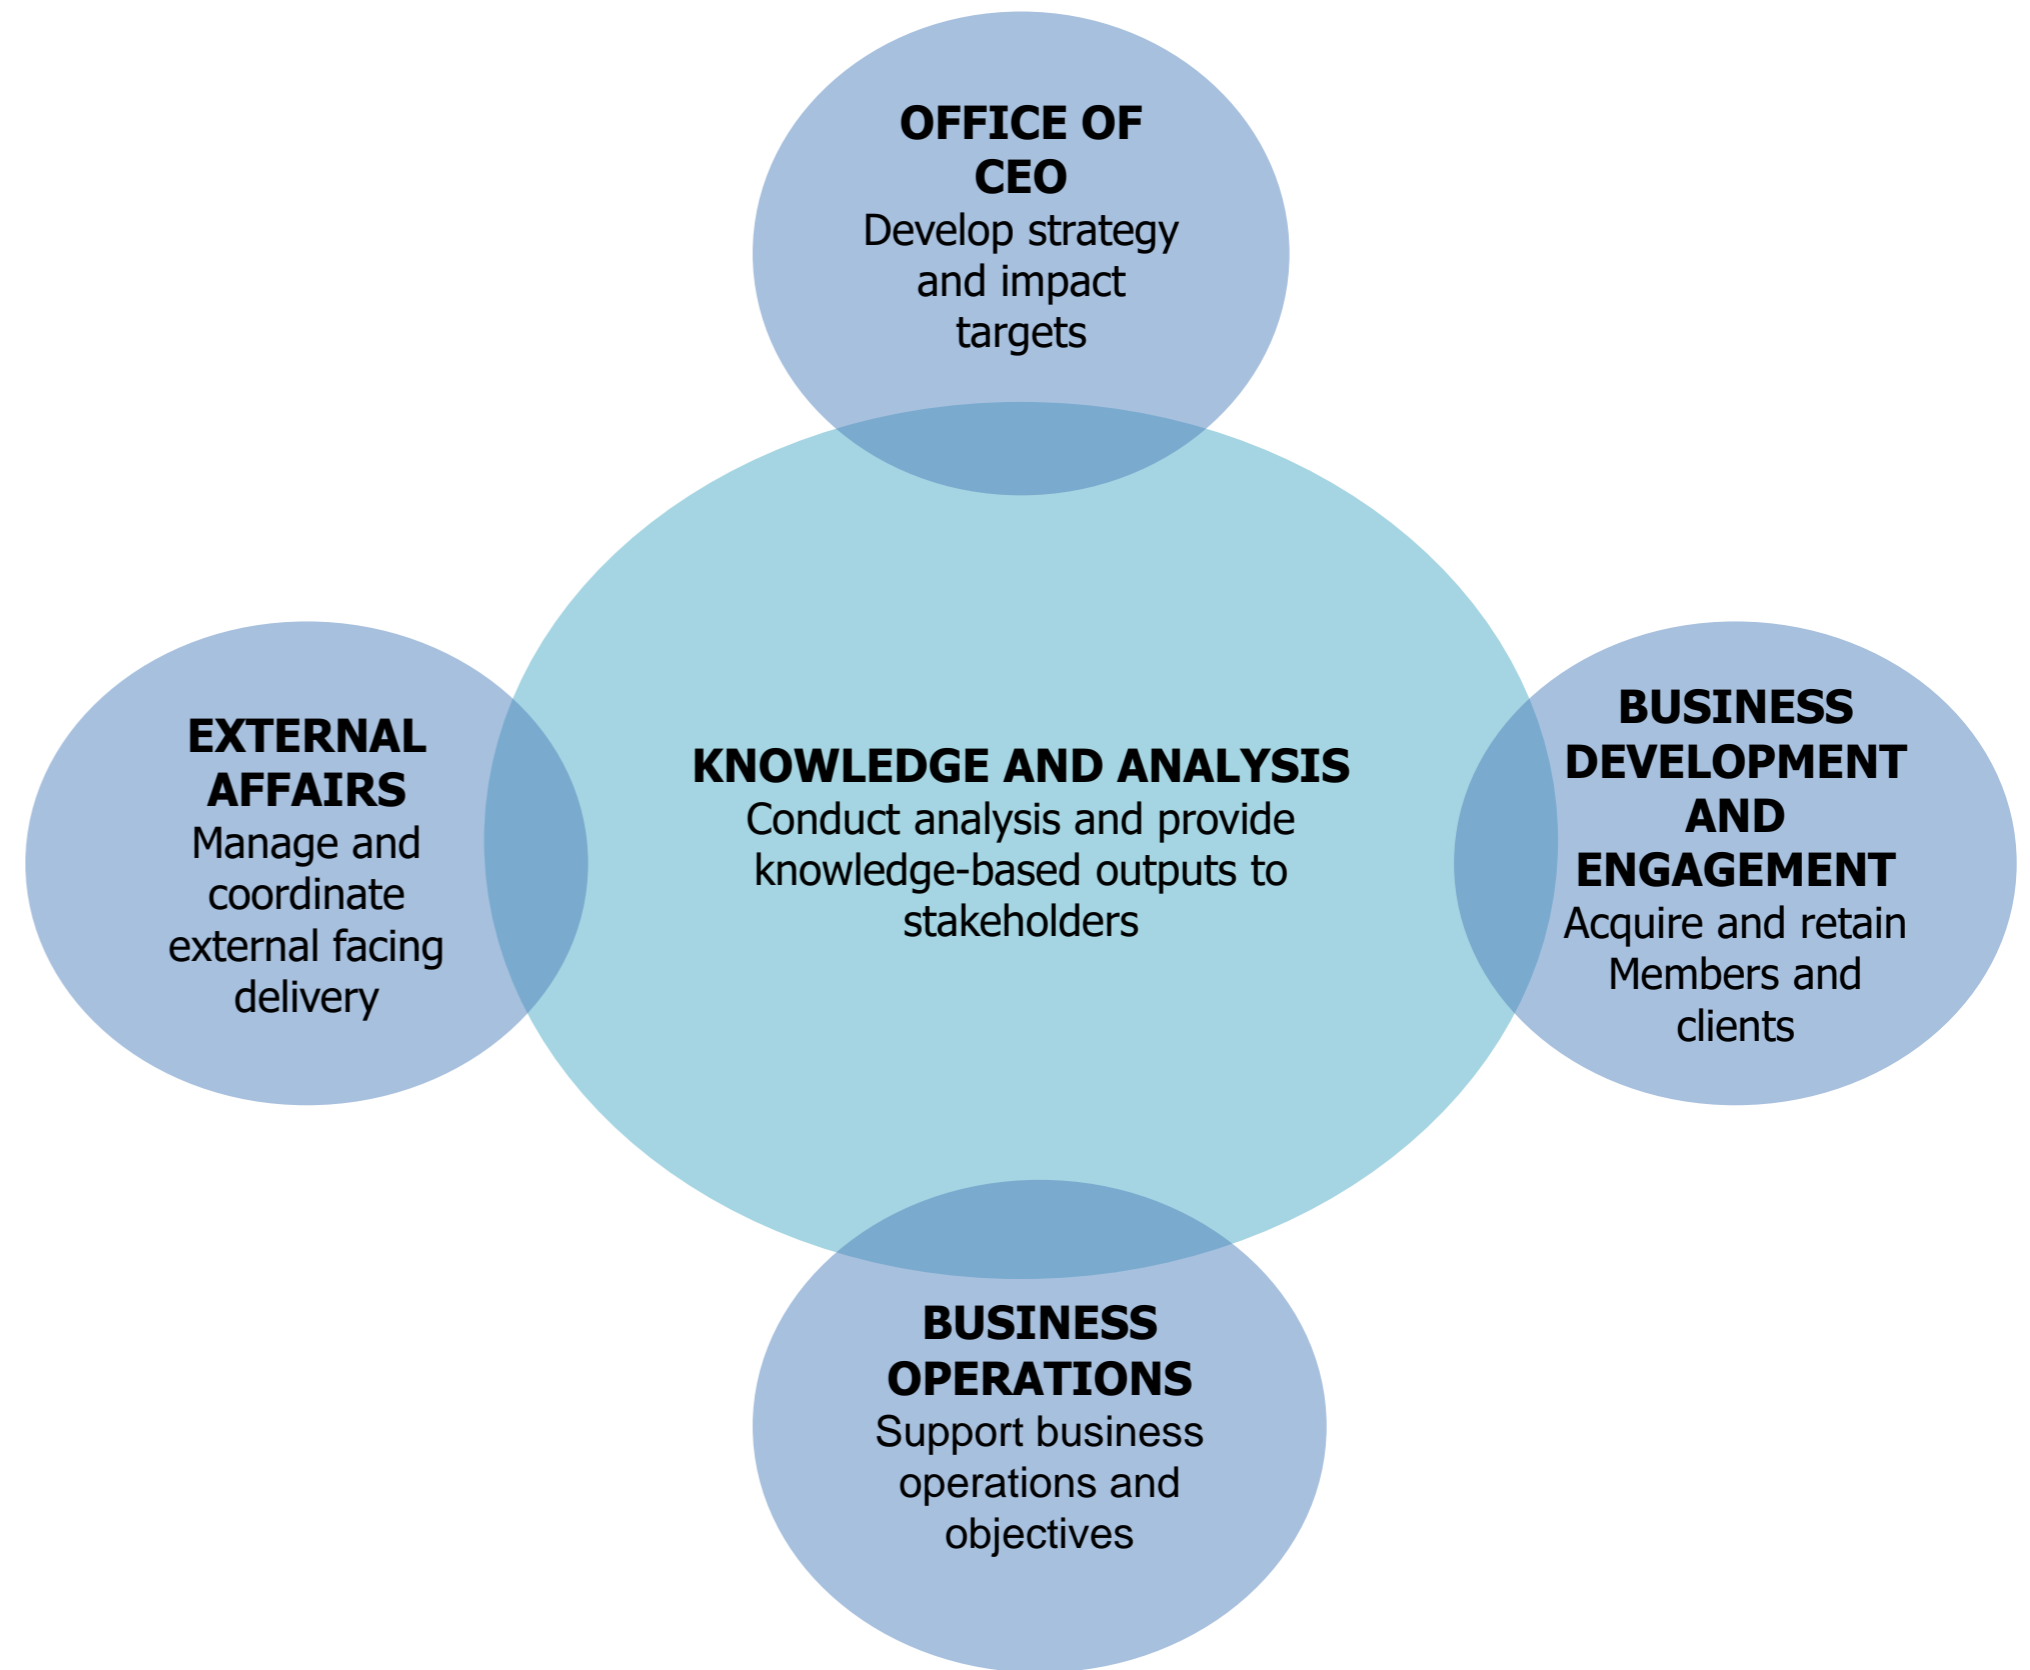 OFFICE OF
CEO
Develop strategy
and impact
targets
EXTERNAL
AFFAIRS
Manage and
coordinate
external facing
delivery
KNOWLEDGE AND ANALYSIS
Conduct analysis and provide
knowledge-based outputs to
stakeholders
BUSINESS
DEVELOPMENT
AND
ENGAGEMENT
Acquire and retain
Members and
clients
BUSINESS
OPERATIONS
Support business
operations and
objectives